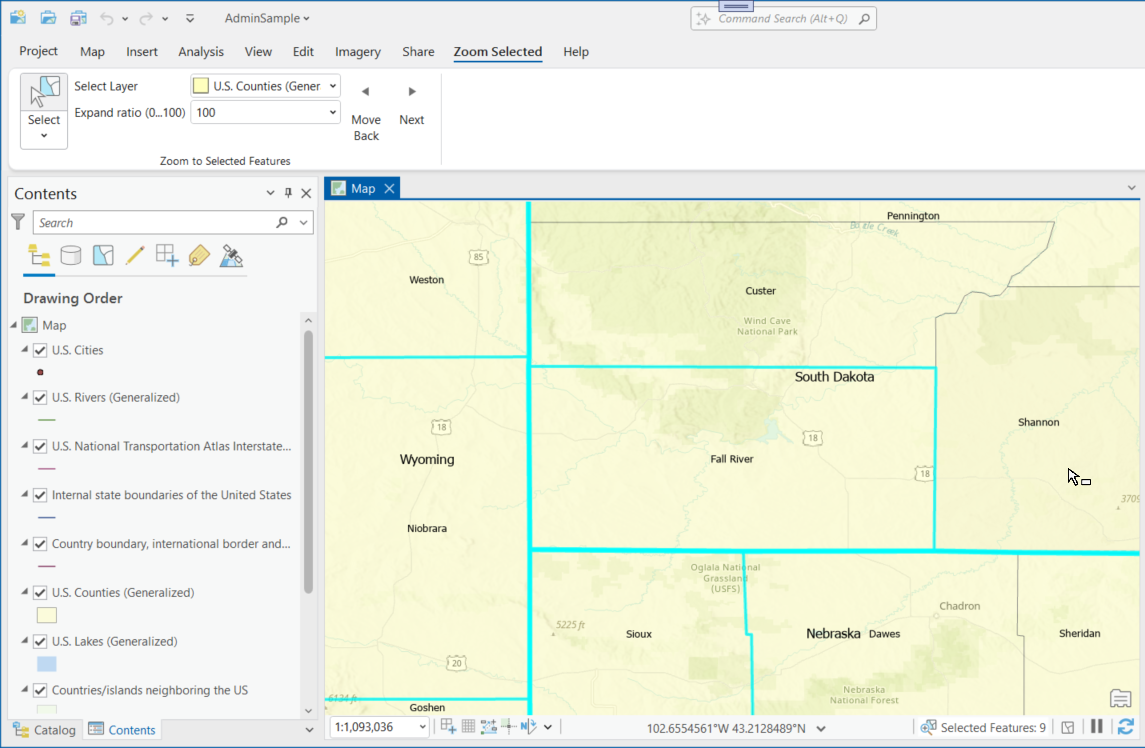 AdminSample
Command Search (Alt+Q)
Project
Map
Insert
Analysis
View
Edit
Imagery
Share
Zoom Selected
Help
Select
Select Layer
U.S. Counties (Gener
Expand ratio (0...100)
100
Move
Back
Next
Zoom to Selected Features
Contents
Search
Drawing Order
Map
U.S. Cities
U.S. Rivers (Generalized)
U.S. National Transportation Atlas Interstate...
Internal state boundaries of the United States
Country boundary, international border and...
U.S. Counties (Generalized)
U.S. Lakes (Generalized)
Countries/islands neighboring the US
Catalog
Contents
Map
Pennington
Battle Creek
85
Weston
Custer
Wind Cave
National Park
South Dakota
18
18
Shannon
Wyoming
Fall River
18
3709
Niobrara
Oglala National
Grassland
(USFS)
Chadron
5225 ft
Sioux
Nebraska
Dawes
Sheridan
20
6134 ft
Nebraska
National Forest
Goshen
1:1,093,036
102.6554561°W 43.2128489°N
Selected Features: 9